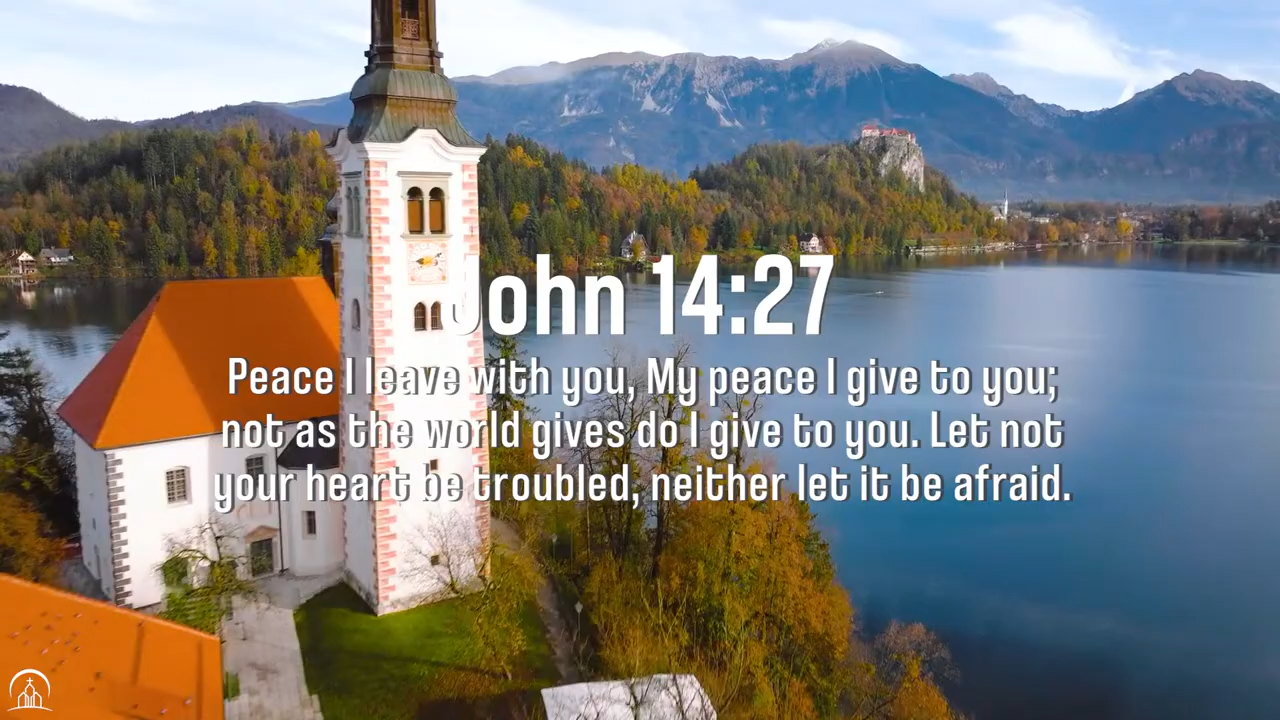 John 14:27
Peace I leave with you, My peace I give to you;
not as the world gives do I give to you. Let not
your heart be troubled, neither let it be afraid.